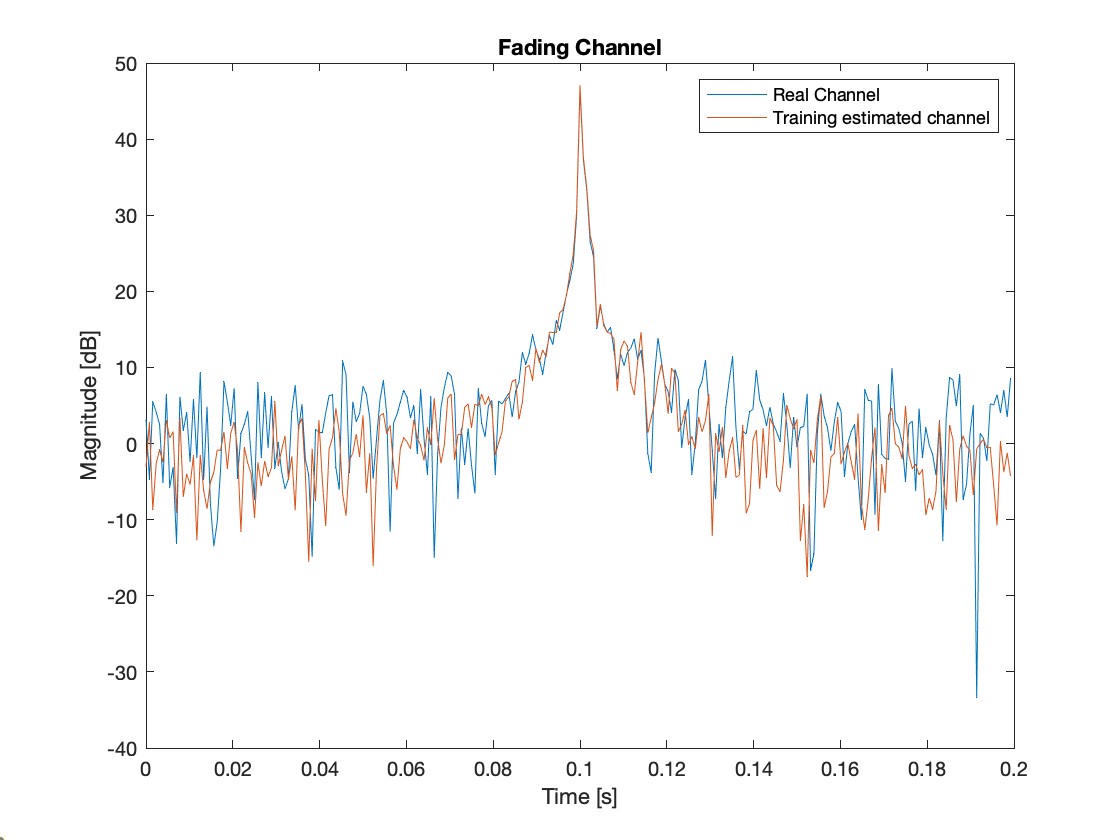 Fading Channel
Real Channel
Training estimated channel
50
40
30
20
10
0
-10
-20
-30
-40
Magnitude [dB]
0 0.02 0.04 0.06 0.08 0.1 0.12 0.14 0.16 0.18 0.2
Time [s]